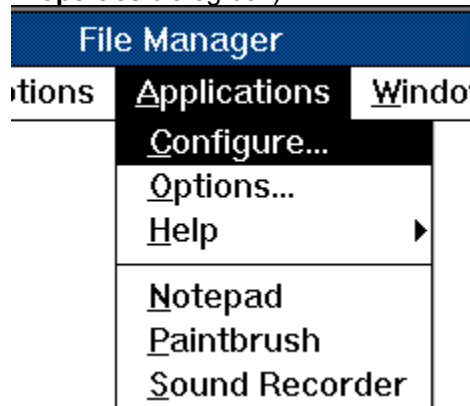 File Manager
Applications
Configure...
Options...
Help
Notepad
Paintbrush
Sound Recorder